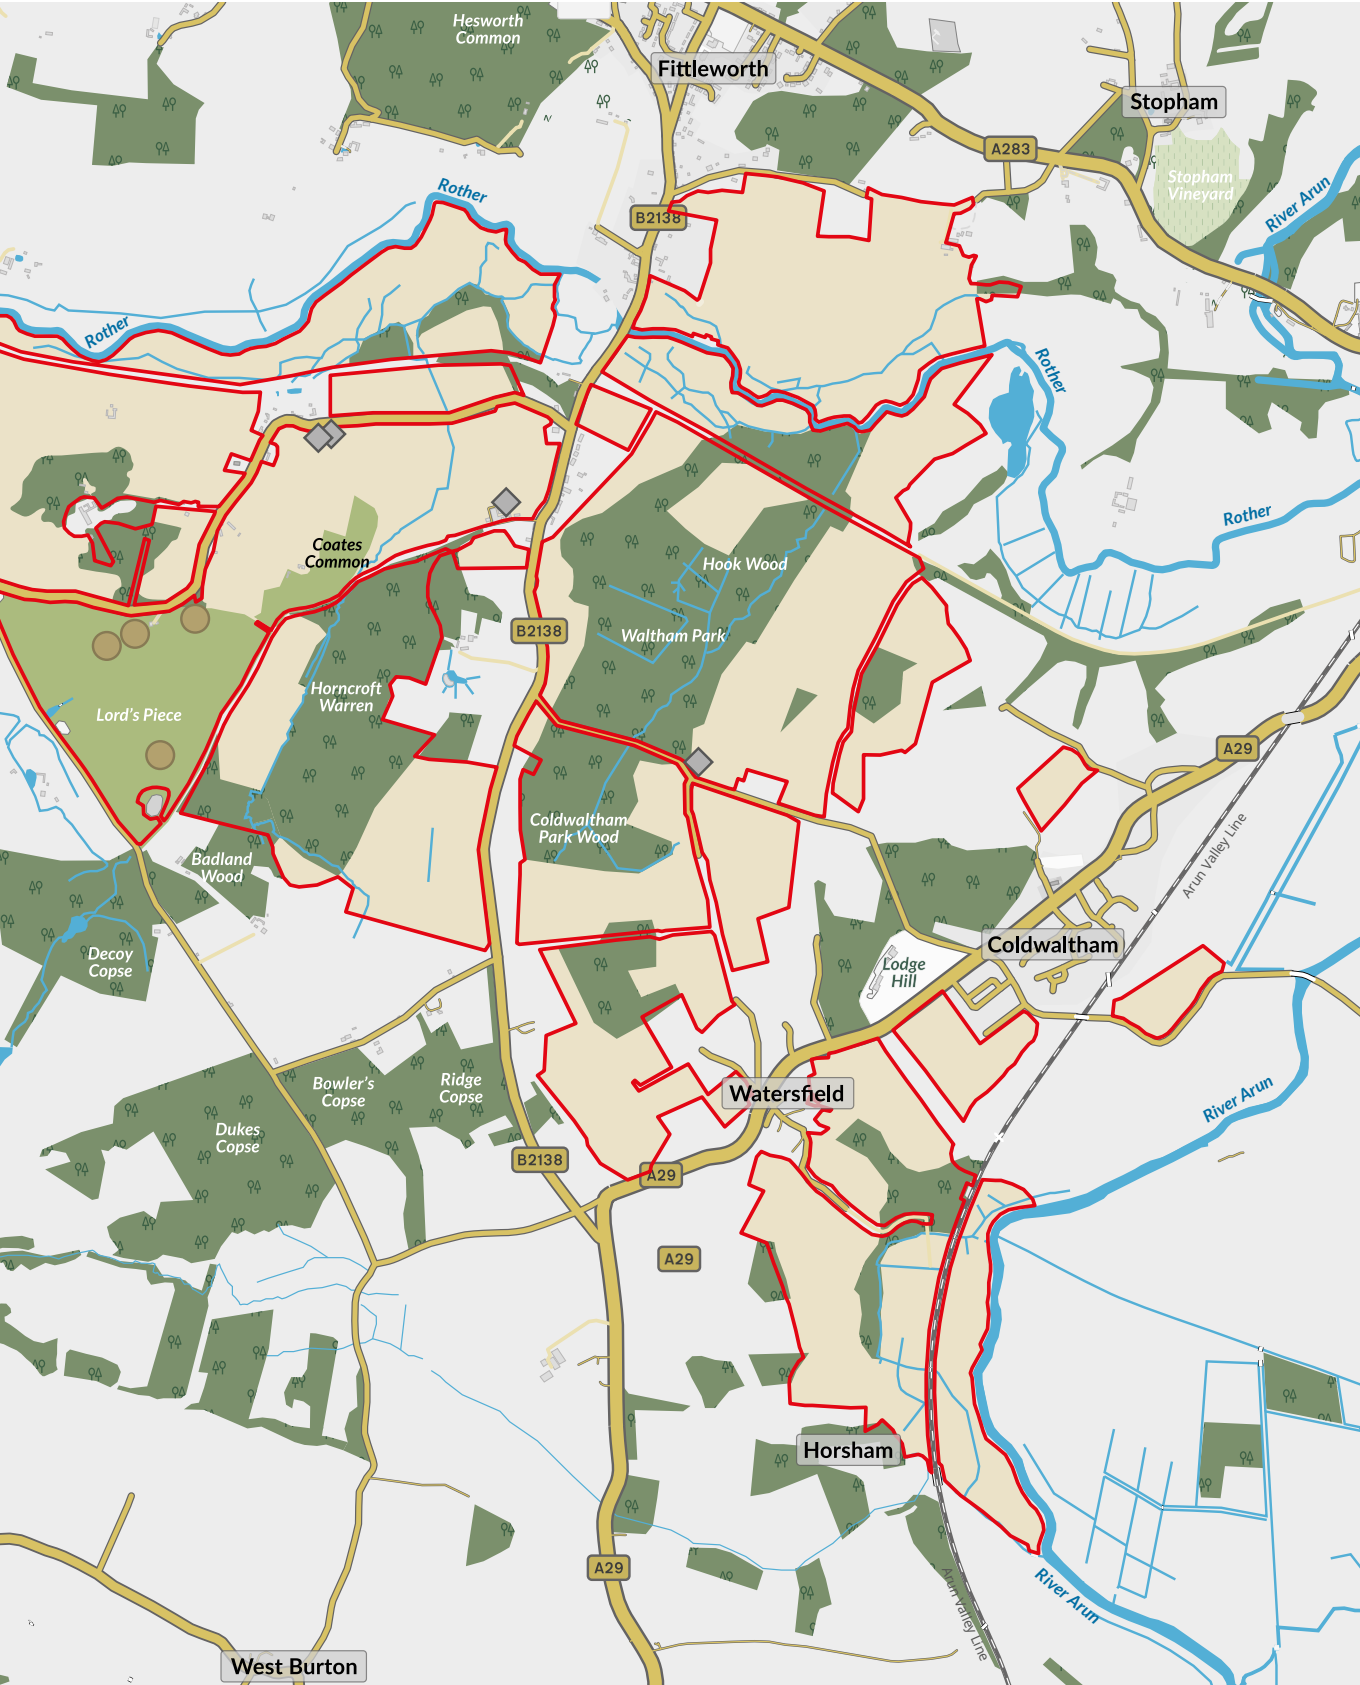 Hesworth
Common
Fittleworth
Stopham
A283
Stopham
Vineyard
Rother
River Arun
B2138
Rother
Rother
Rother
Coates
Common
Hook Wood
B2138
Waltham Park
Horncroft
Warren
Lord's Piece
A29
Coldwaltham
Park Wood
Arun Valley Line
Badland
Wood
Coldwaltham
Decoy
Copse
Lodge
Hill
Bowler's
Copse
Ridge
Copse
Watersfield
River Arun
Dukes
Copse
B2138
A29
A29
Horsham
A29
River Arun
Arun Valley Line
West Burton